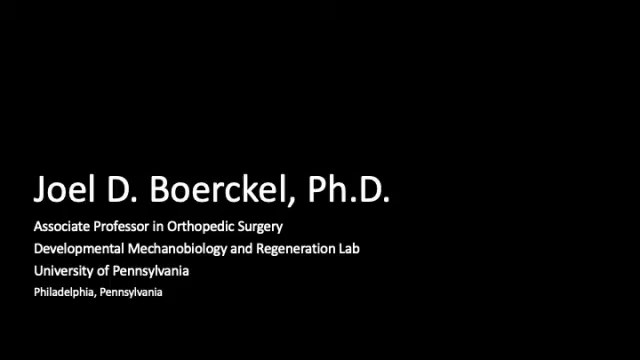 Joel D. Boerckel, Ph.D.
Associate Professor in Orthopedic Surgery
Developmental Mechanobiology and Regeneration Lab
University of Pennsylvania
Philadelphia, Pennsylvania